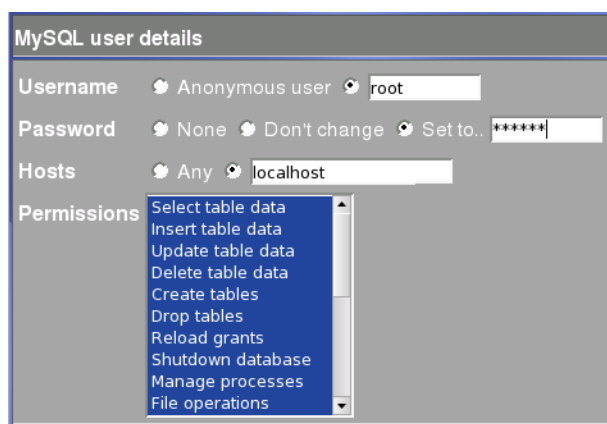 MySQL user details
Username Anonymous user root
Password None Don't change Set to.. ******
Hosts Any localhost
Permissions Select table data
Insert table data
Update table data
Delete table data
Create tables
Drop tables
Reload grants
Shutdown database
Manage processes
File operations